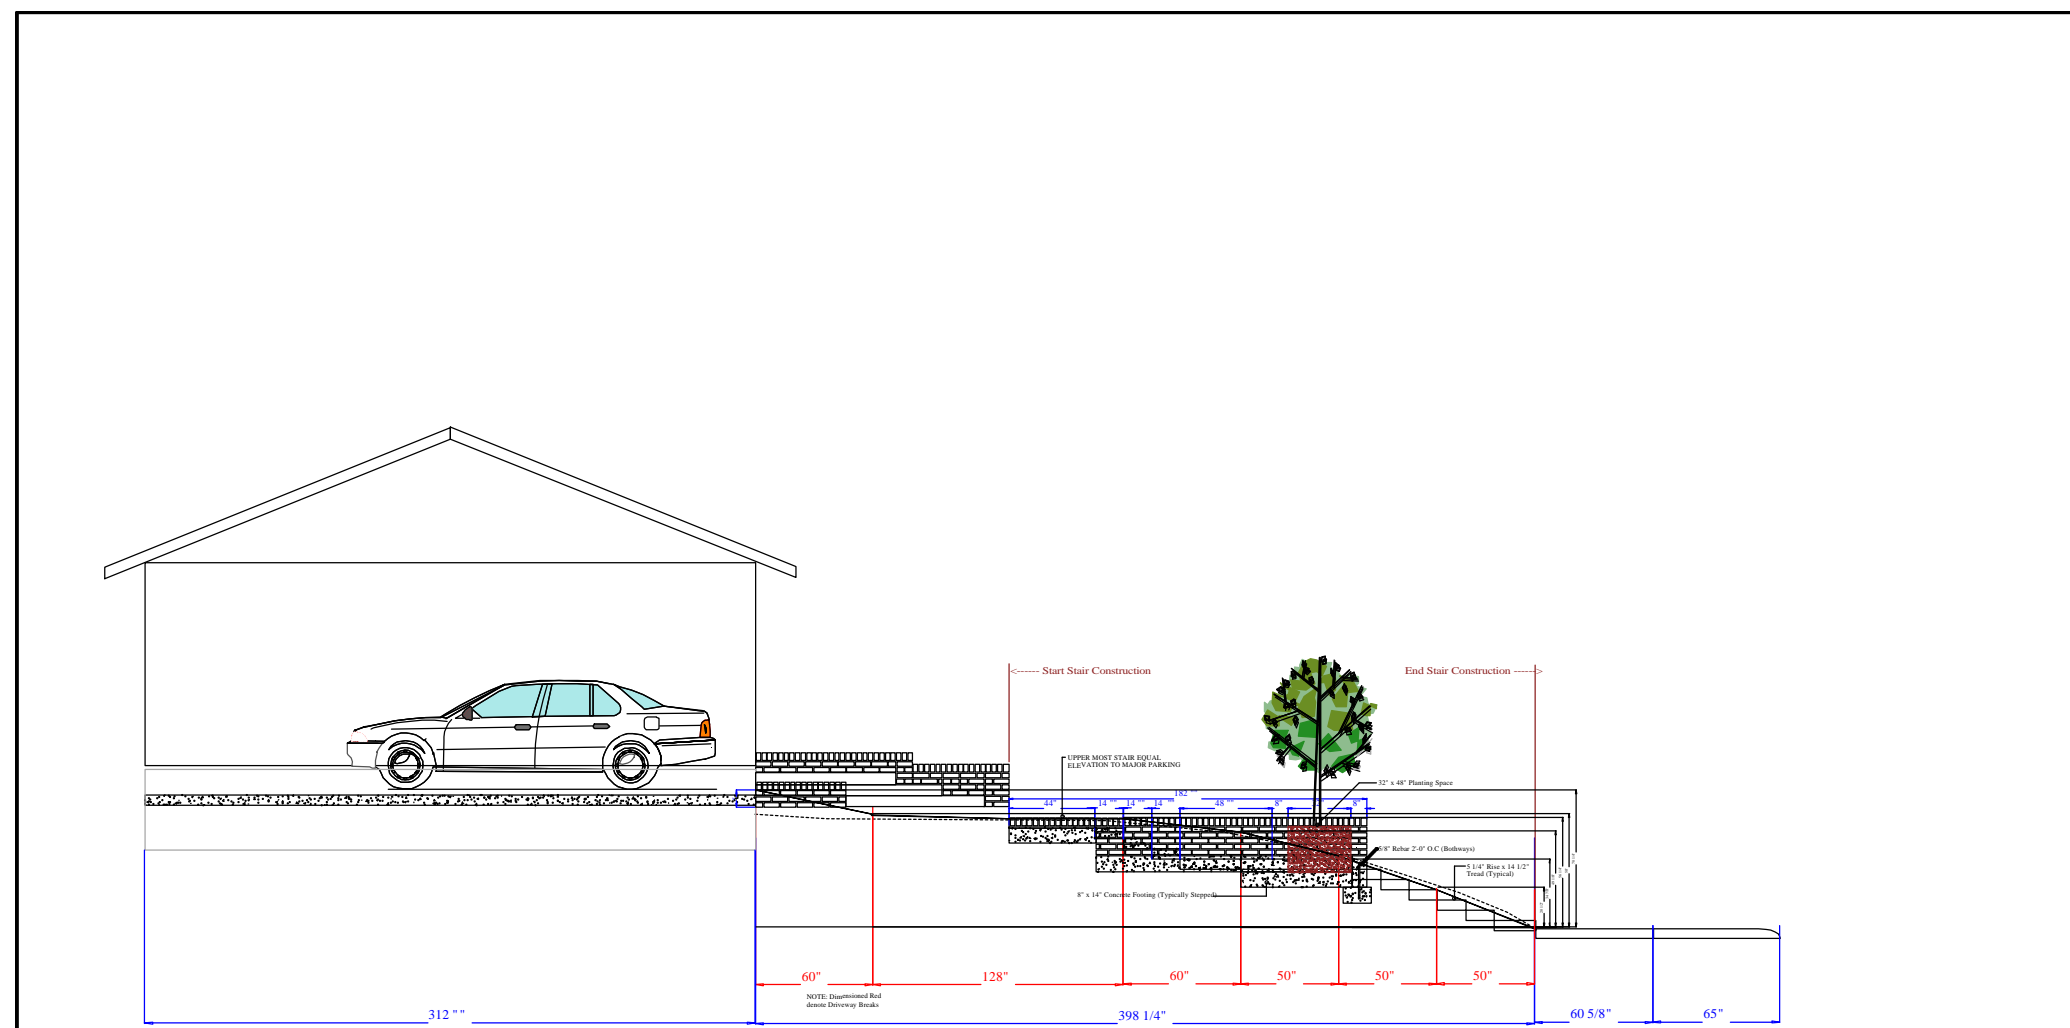 <------ Start Stair Construction
End Stair Construction ------>
UPPER MOST STAIR EQUAL
ELEVATION TO MAJOR PARKING
32" x 48" Planting Space
182 ""
44"
14 ""
14 ""
14 ""
48 ""
8"
8"
5/8" Rebar 2'-0" O.C (Bothways)
5 1/4" Rise x 14 1/2"
Tread (Typical)
8" x 14" Concrete Footing (Typically Stepped)
60"
128"
60"
50"
50"
50"
NOTE: Dimensioned Red
denote Driveway Breaks
312 ""
398 1/4"
60 5/8"
65"